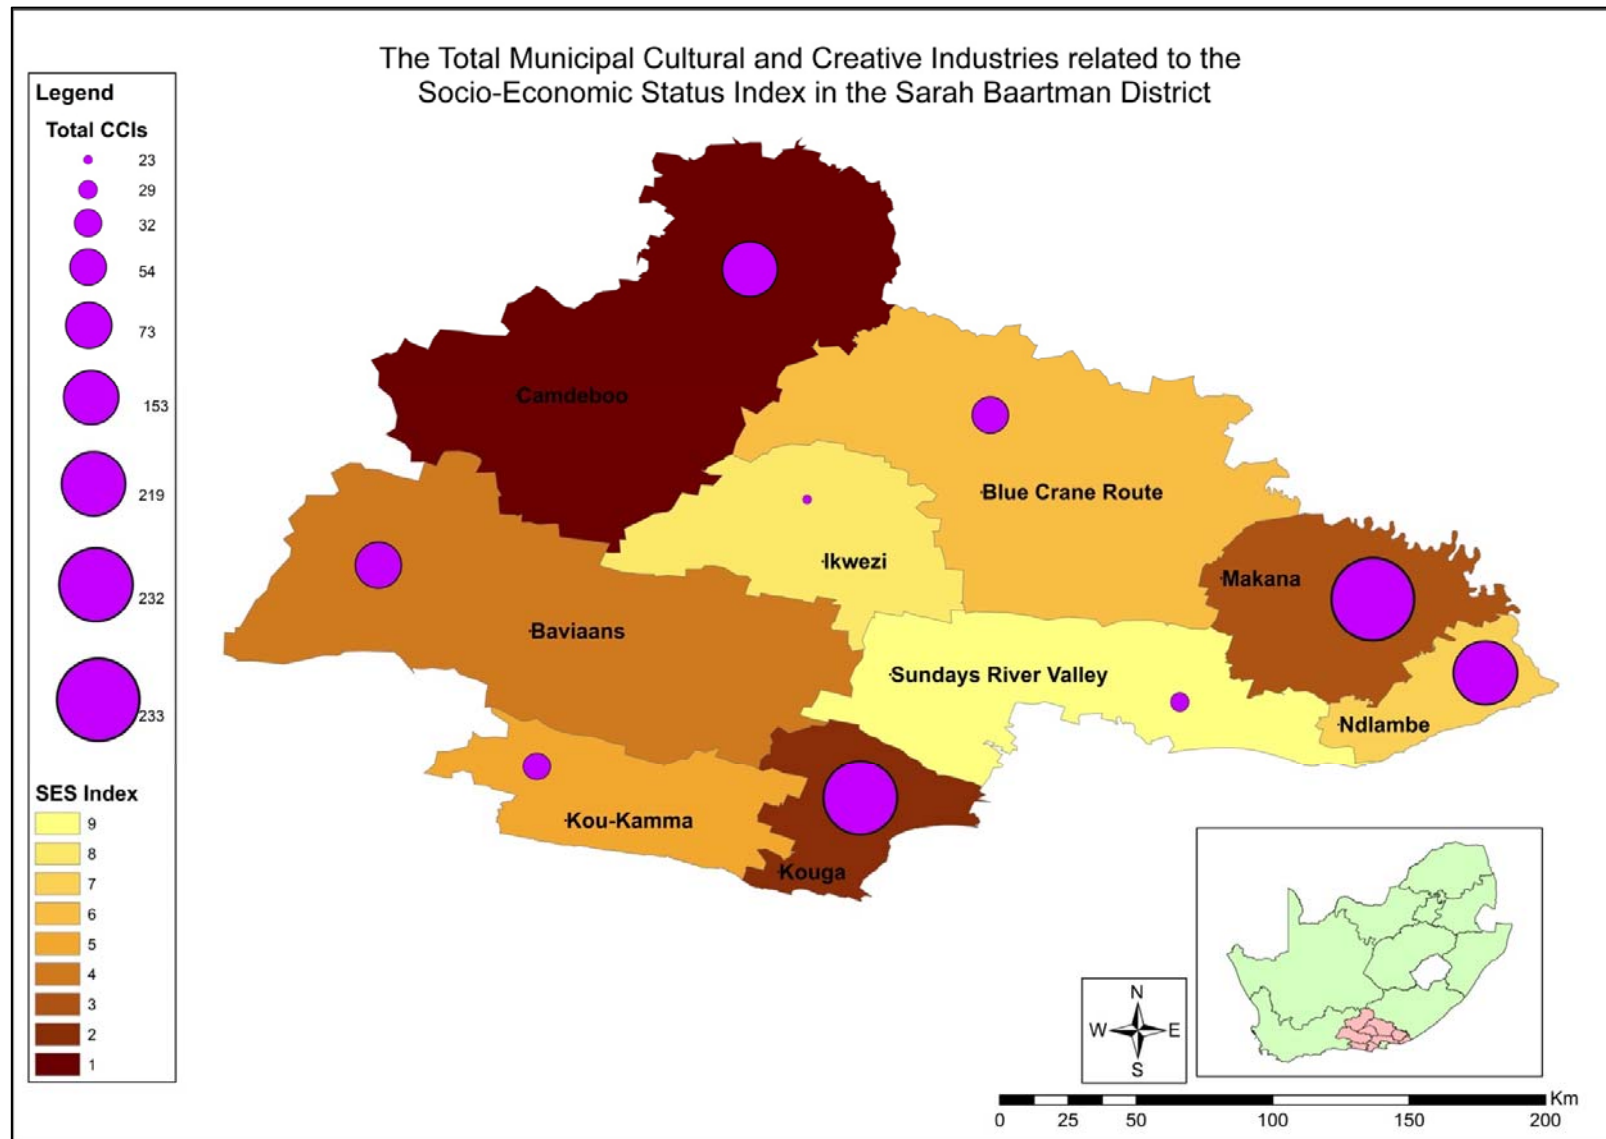 The Total Municipal Cultural and Creative Industries related to the
Socio-Economic Status Index in the Sarah Baartman District
Legend
Total CCIs
23
29
32
54
73
153
219
232
233
SES Index
9
8
7
6
5
4
3
2
1
Camdeboo
Blue Crane Route
Ikwezi
Makana
Baviaans
Sundays River Valley
Ndlambe
Kou-Kamma
Kouga
N
W E
S
Km
0 25 50 100 150 200